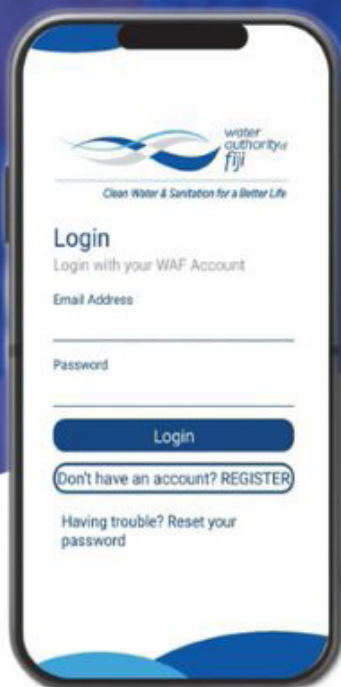 water
authority of
fiji
Clean Water & Sanitation for a Better Life
Login
Login with your WAF Account
Email Address
Password
Login
Don't have an account? REGISTER
Having trouble? Reset your
password